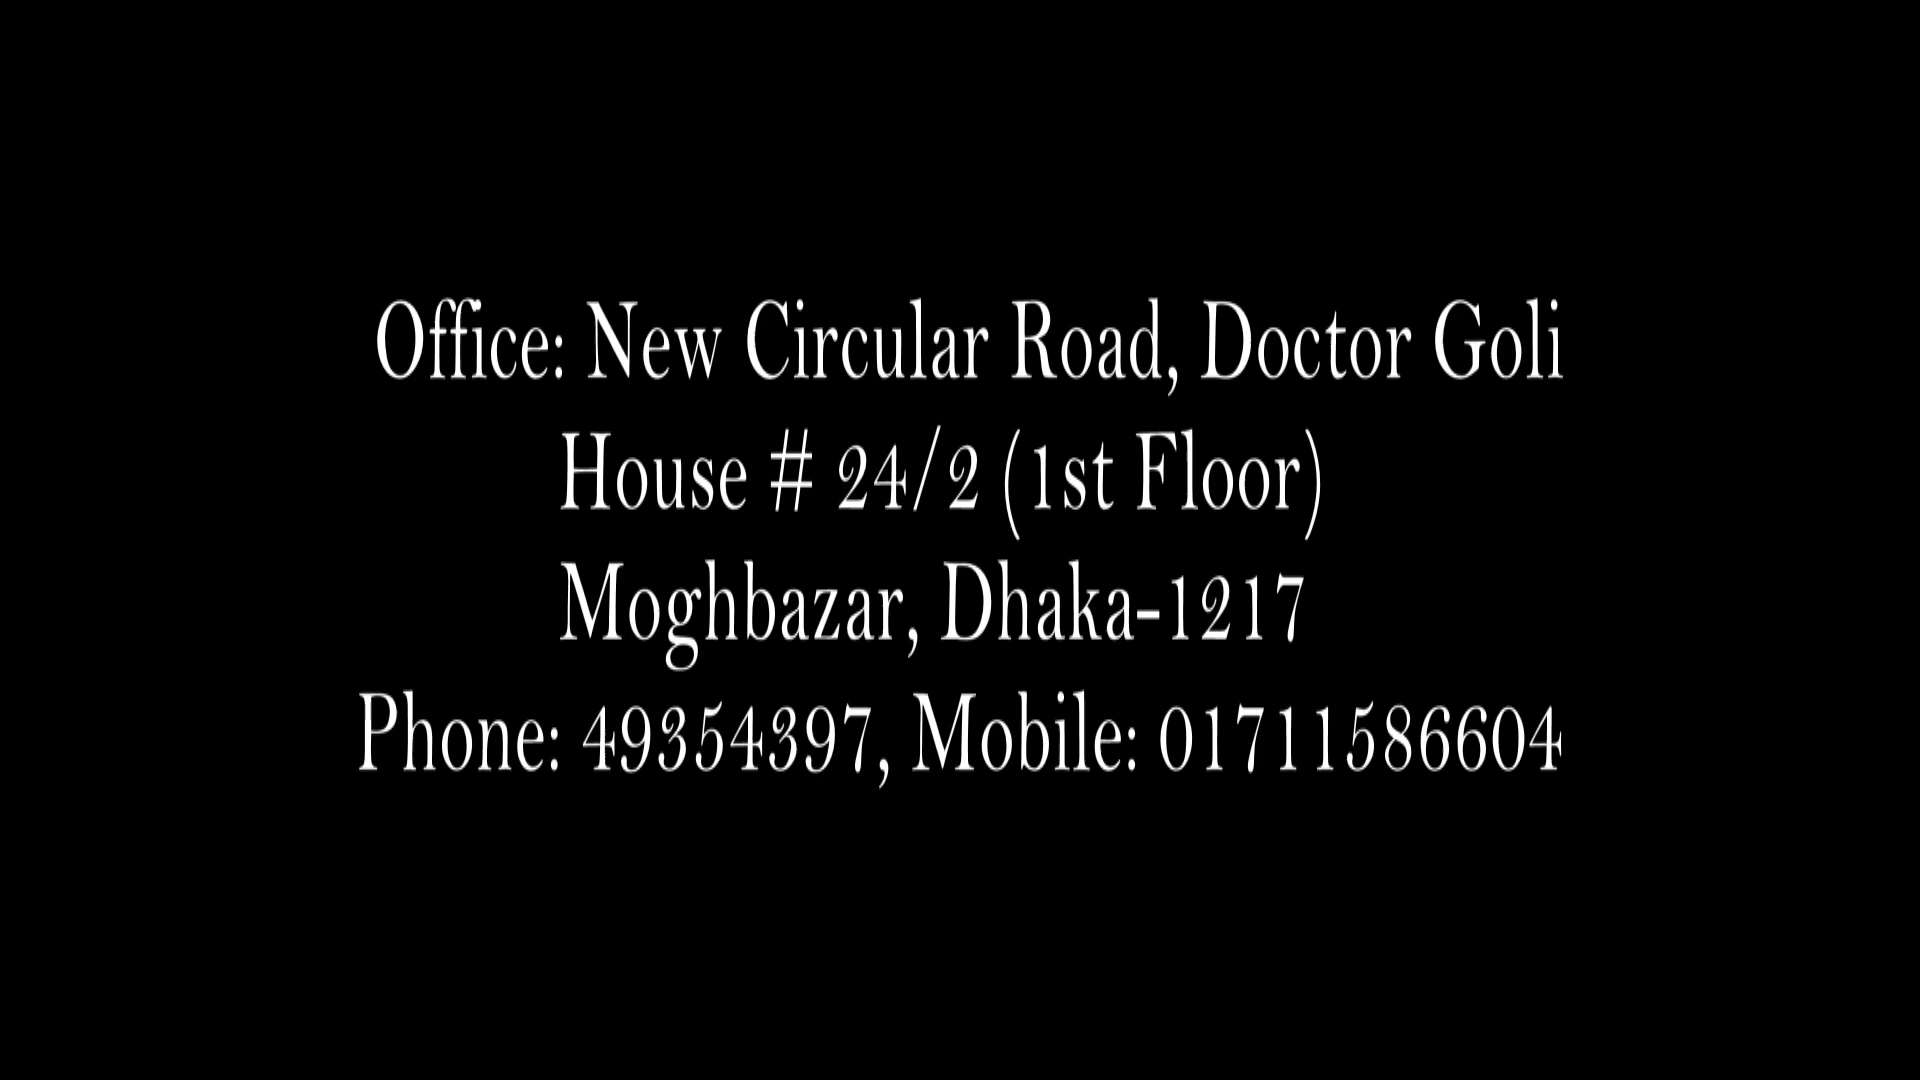 Office: New Circular Road, Doctor Goli
House # 24/2 (1st Floor)
Moghbazar, Dhaka-1217
Phone: 49354397, Mobile: 01711586604